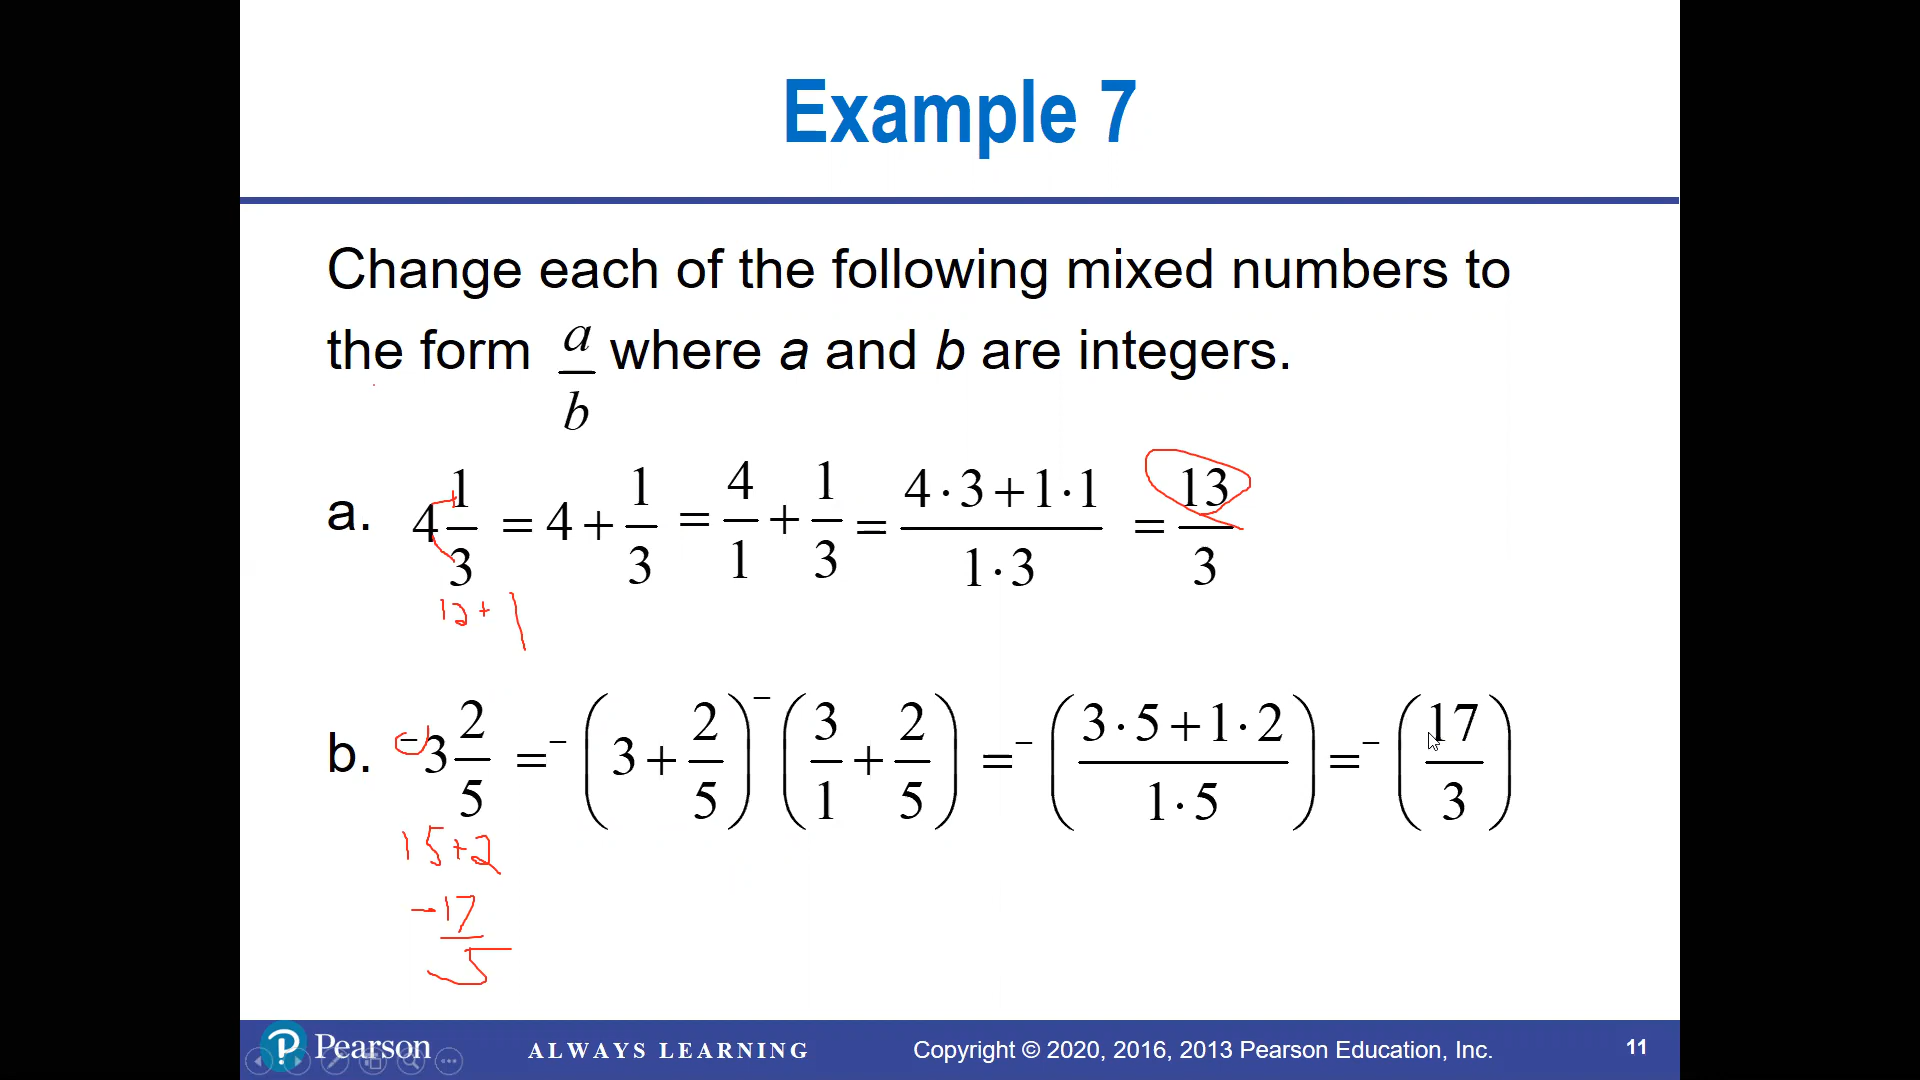 Example 7
Change each of the following mixed numbers to
the form a/b where a and b are integers.
a. 4 1/3 = 4 + 1/3 = 4/1 + 1/3 = (4·3+1·1)/(1·3) = 13/3
12 + 1
b. ⁻3 2/5 = ⁻(3 + 2/5) ⁻(3/1 + 2/5) = ⁻((3·5+1·2)/(1·5)) = ⁻(17/3)
15+2
-17/5
Pearson ALWAYS LEARNING Copyright © 2020, 2016, 2013 Pearson Education, Inc. 11